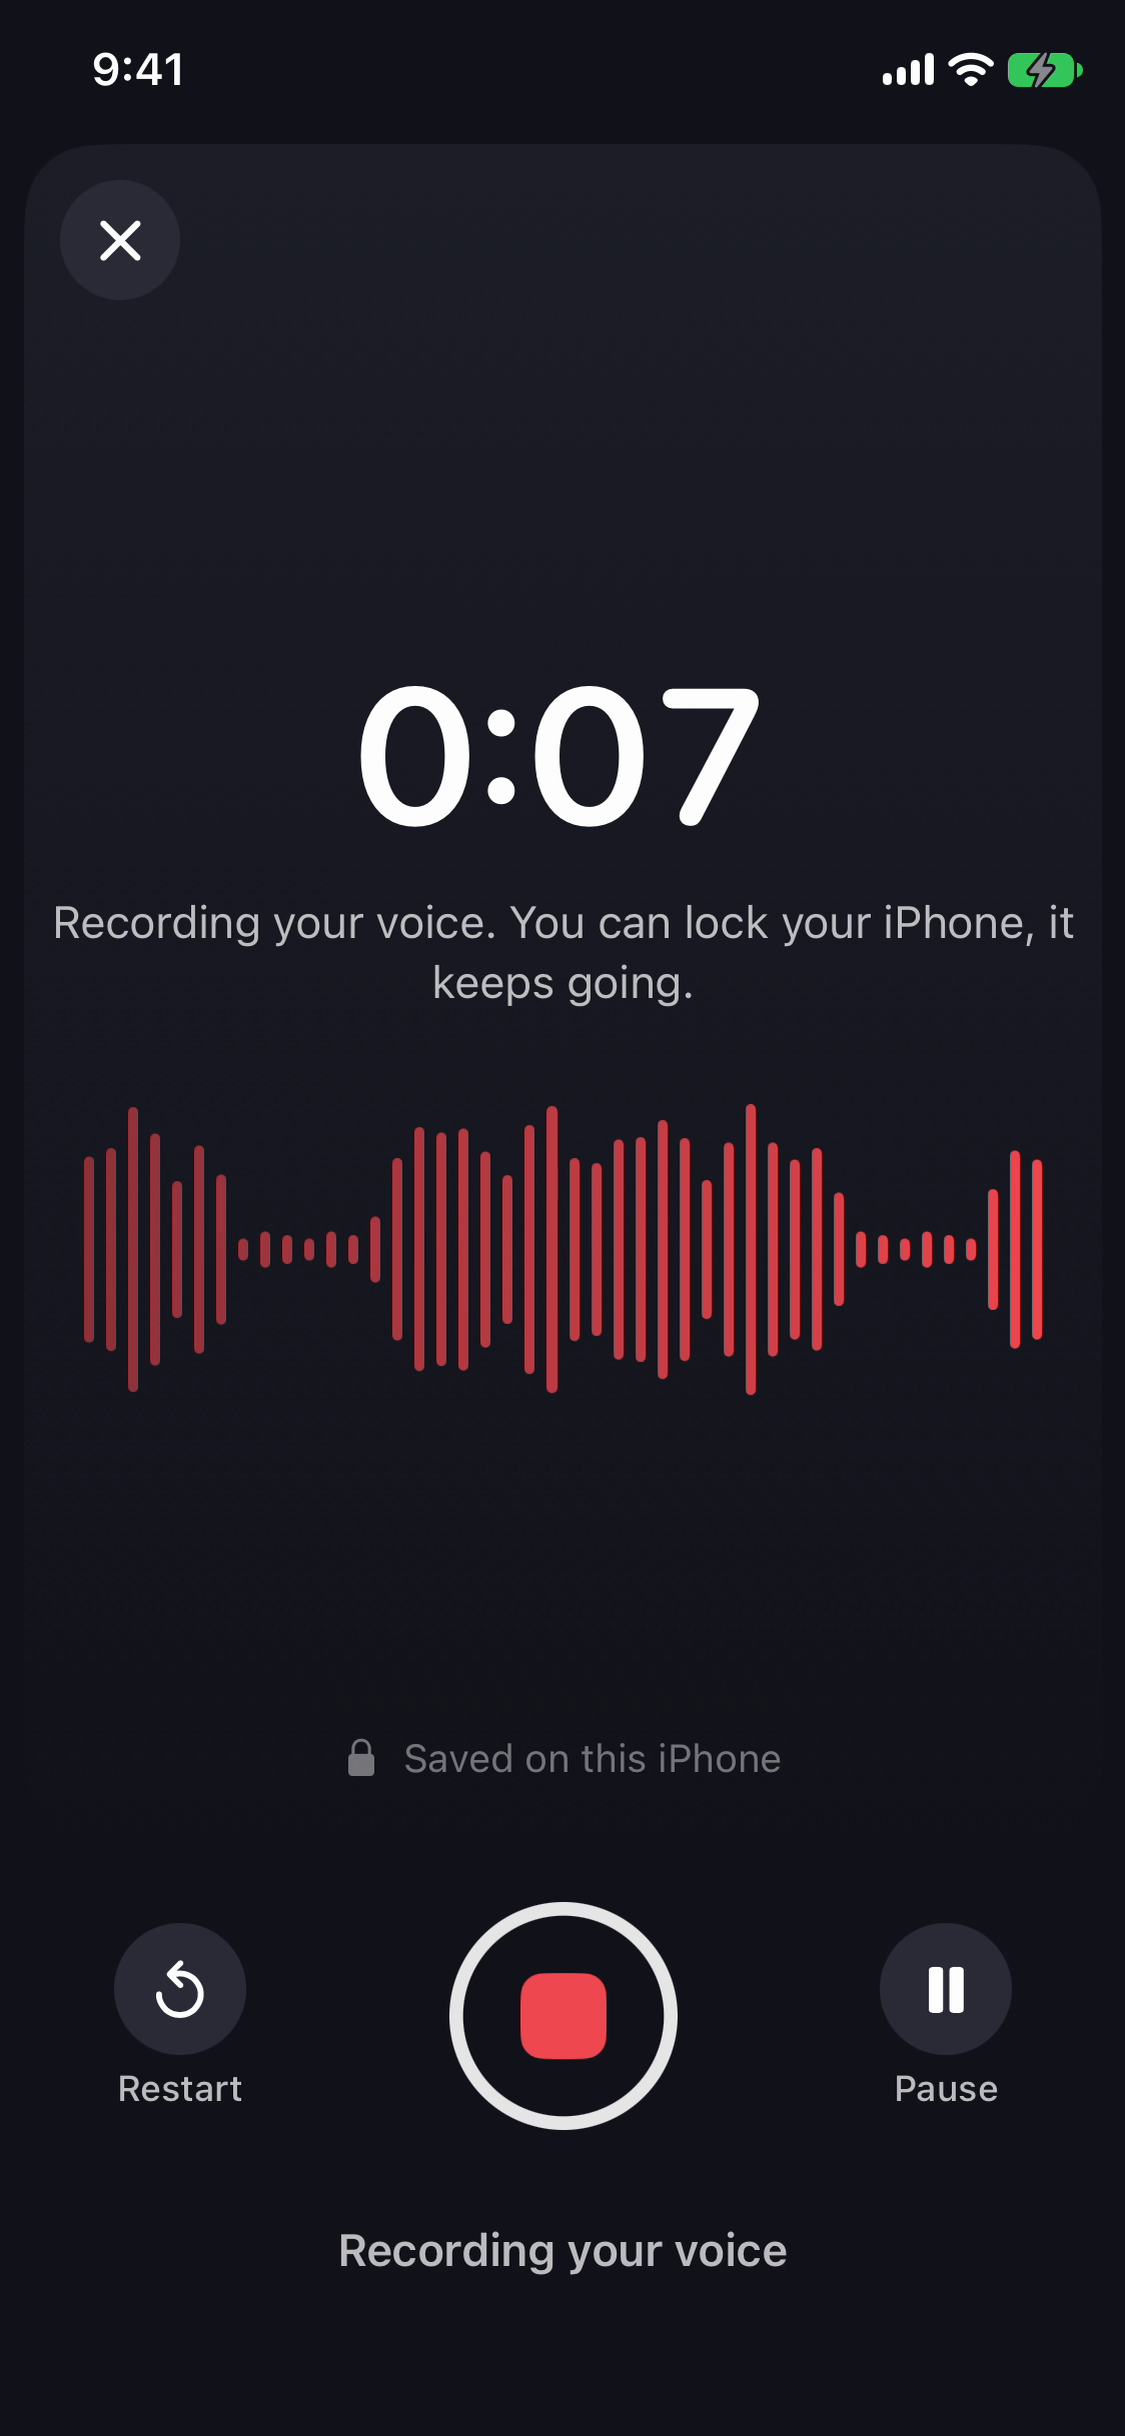 9:41
0:07
Recording your voice. You can lock your iPhone, it
keeps going.
Saved on this iPhone
Restart
Pause
Recording your voice